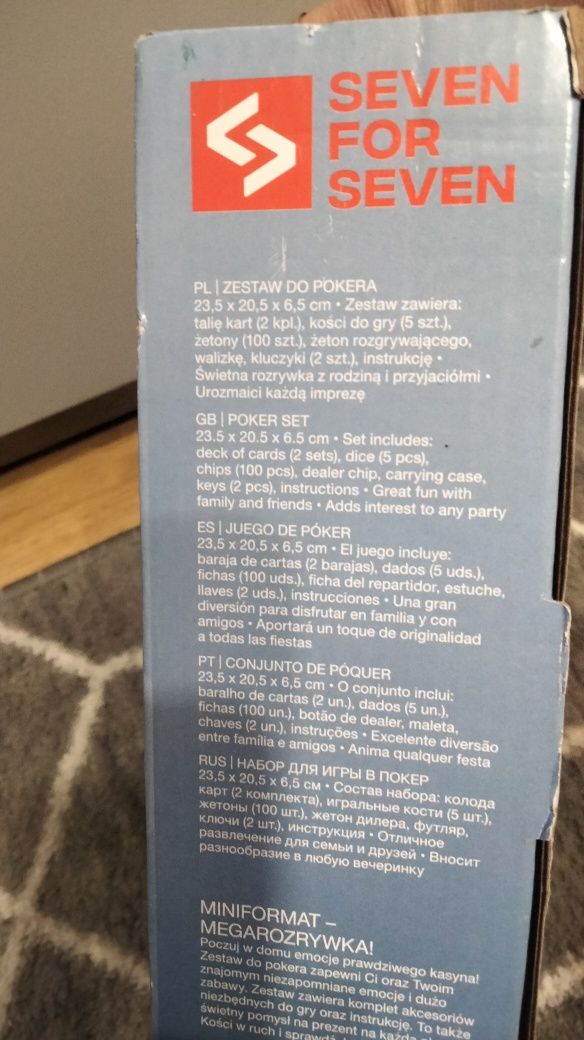 SEVEN
FOR
SEVEN
PL | ZESTAW DO POKERA
23,5 x 20,5 x 6,5 cm • Zestaw zawiera:
talię kart (2 kpl.), kości do gry (5 szt.),
żetony (100 szt.), żeton rozgrywającego,
walizkę, kluczyki (2 szt.), instrukcję •
Świetna rozrywka z rodziną i przyjaciółmi •
Urozmaici każdą imprezę
GB | POKER SET
23.5 x 20.5 x 6.5 cm • Set includes:
deck of cards (2 sets), dice (5 pcs),
chips (100 pcs), dealer chip, carrying case,
keys (2 pcs), instructions • Great fun with
family and friends • Adds interest to any party
ES | JUEGO DE PÓKER
23,5 x 20,5 x 6,5 cm • El juego incluye:
baraja de cartas (2 barajas), dados (5 uds.),
fichas (100 uds.), ficha del repartidor, estuche,
llaves (2 uds.), instrucciones • Una gran
diversión para disfrutar en familia y con
amigos • Aportará un toque de originalidad
a todas las fiestas
PT | CONJUNTO DE PÓQUER
23,5 x 20,5 x 6,5 cm • O conjunto inclui:
baralho de cartas (2 un.), dados (5 un.),
fichas (100 un.), botão de dealer, maleta,
chaves (2 un.), instruções • Excelente diversão
entre família e amigos • Anima qualquer festa
RUS | НАБОР ДЛЯ ИГРЫ В ПОКЕР
23,5 x 20,5 x 6,5 см • Состав набора: колода
карт (2 комплекта), игральные кости (5 шт.),
жетоны (100 шт.), жетон дилера, футляр,
ключи (2 шт.), инструкция • Отличное
развлечение для семьи и друзей • Вносит
разнообразие в любую вечеринку
MINIFORMAT –
MEGAROZRYWKA!
Poczuj w domu emocje prawdziwego kasyna!
Zestaw do pokera zapewni Ci oraz Twoim
znajomym niezapomniane emocje i dużo
zabawy. Zestaw zawiera komplet akcesoriów
niezbędnych do gry oraz instrukcję. To także
świetny pomysł na prezent na każdą
Kości w ruch i